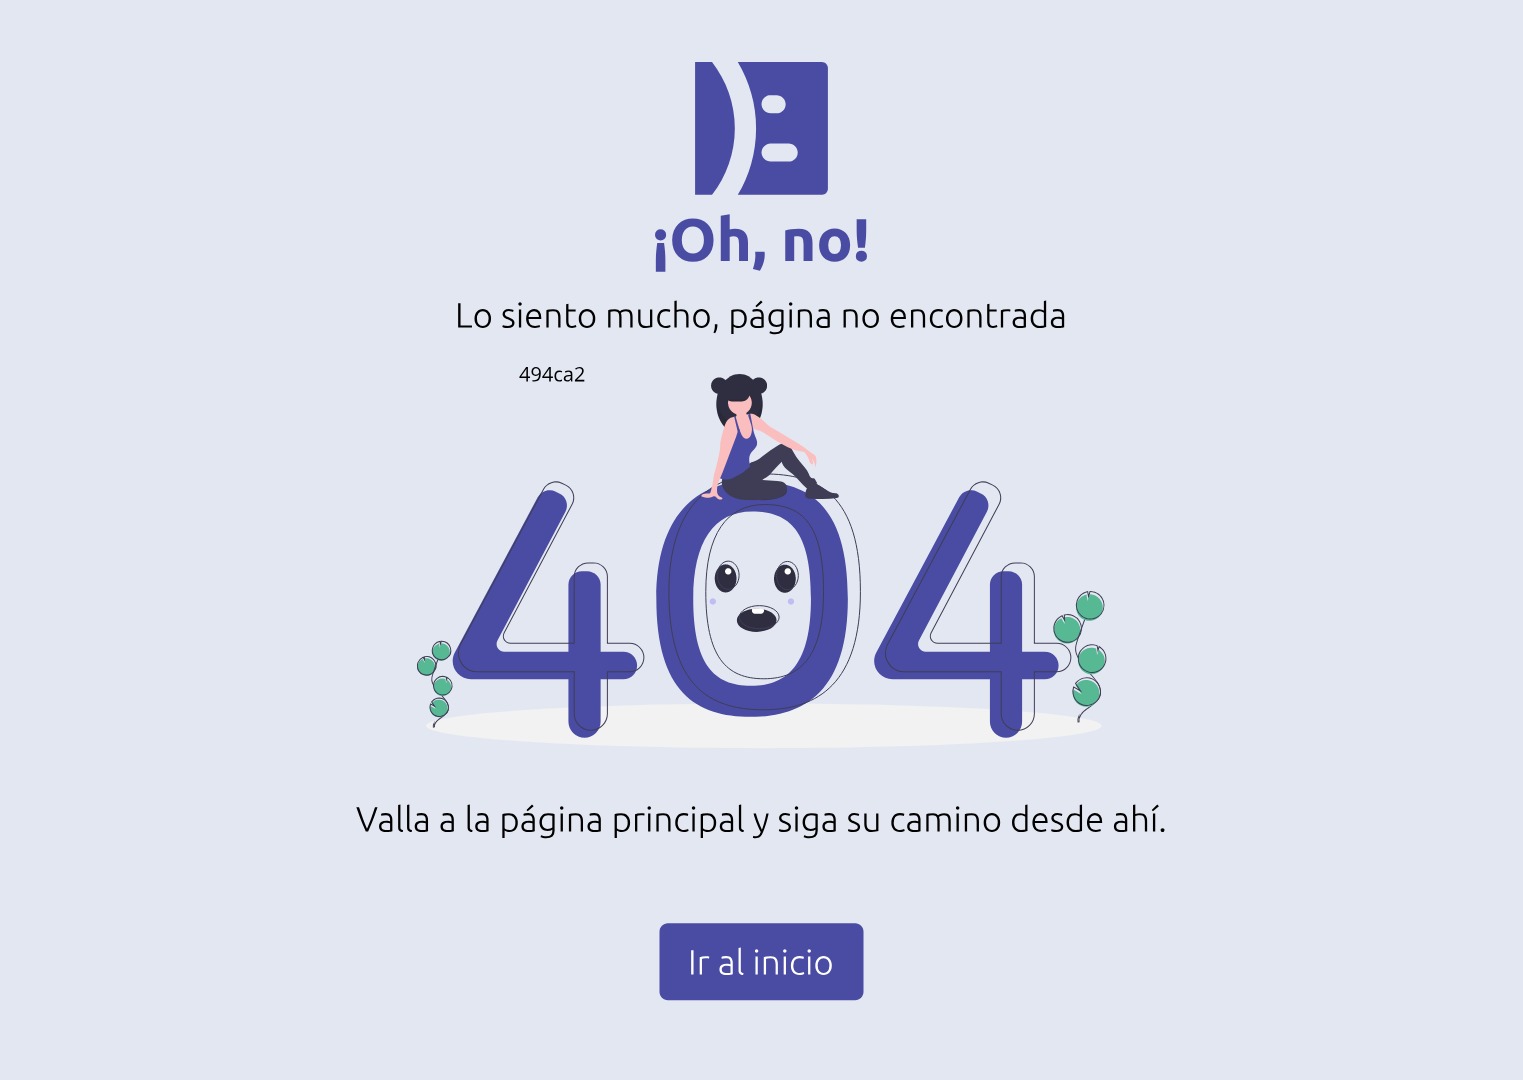 ¡Oh, no!
Lo siento mucho, página no encontrada
494ca2
404
Valla a la página principal y siga su camino desde ahí.
Ir al inicio